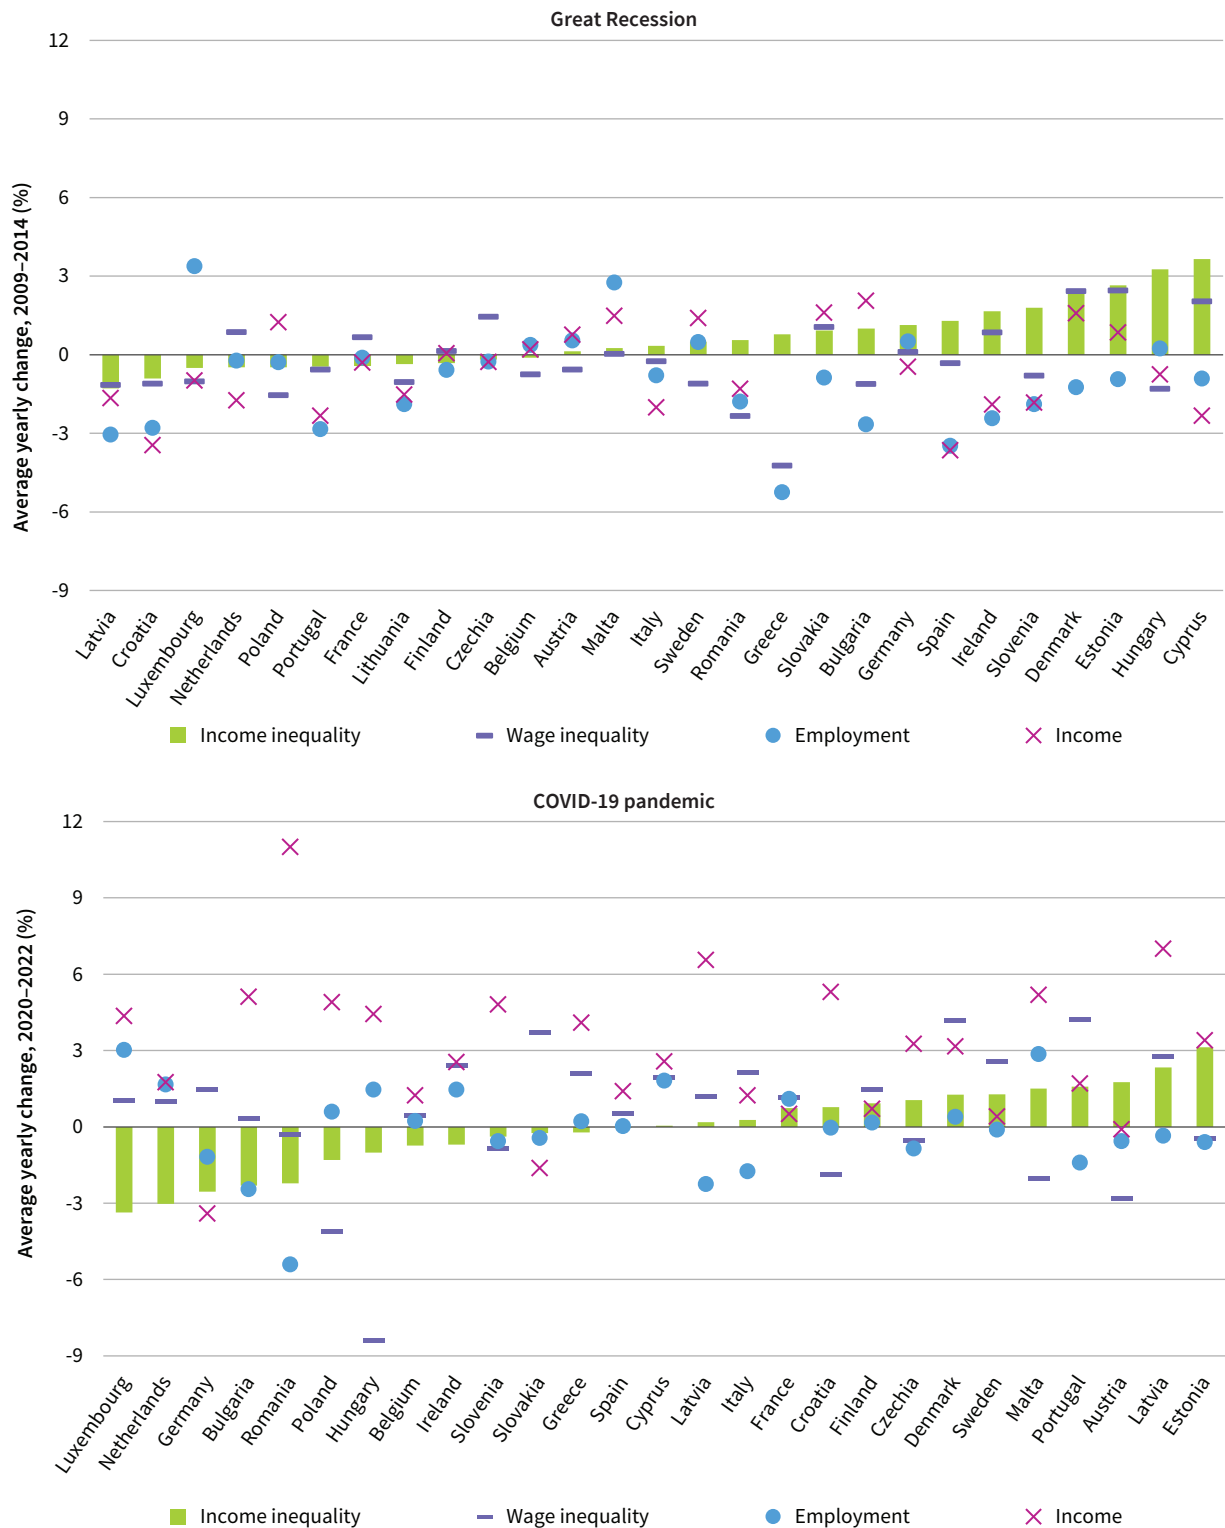 Great Recession
12
9
6
3
0
-3
-6
-9
Average yearly change, 2009–2014 (%)
Latvia
Croatia
Luxembourg
Netherlands
Poland
Portugal
France
Lithuania
Finland
Czechia
Belgium
Austria
Malta
Italy
Sweden
Romania
Greece
Slovakia
Bulgaria
Germany
Spain
Ireland
Slovenia
Denmark
Estonia
Hungary
Cyprus
Income inequality
Wage inequality
Employment
Income
COVID-19 pandemic
12
9
6
3
0
-3
-6
-9
Average yearly change, 2020–2022 (%)
Luxembourg
Netherlands
Germany
Bulgaria
Romania
Poland
Hungary
Belgium
Ireland
Slovenia
Slovakia
Greece
Spain
Cyprus
Latvia
Italy
France
Croatia
Finland
Czechia
Denmark
Sweden
Malta
Portugal
Austria
Latvia
Estonia
Income inequality
Wage inequality
Employment
Income